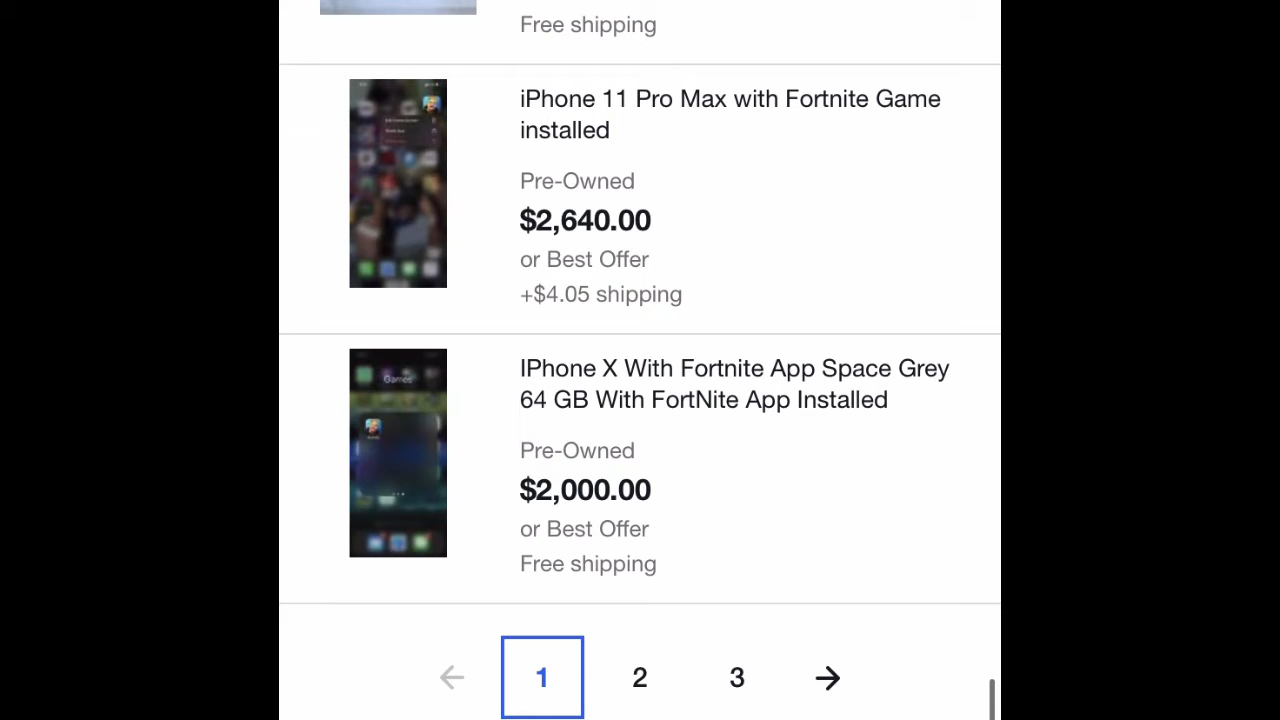 Free shipping
iPhone 11 Pro Max with Fortnite Game
installed
Pre-Owned
$2,640.00
or Best Offer
+$4.05 shipping
Games
IPhone X With Fortnite App Space Grey
64 GB With FortNite App Installed
Pre-Owned
$2,000.00
or Best Offer
Free shipping
1 2 3